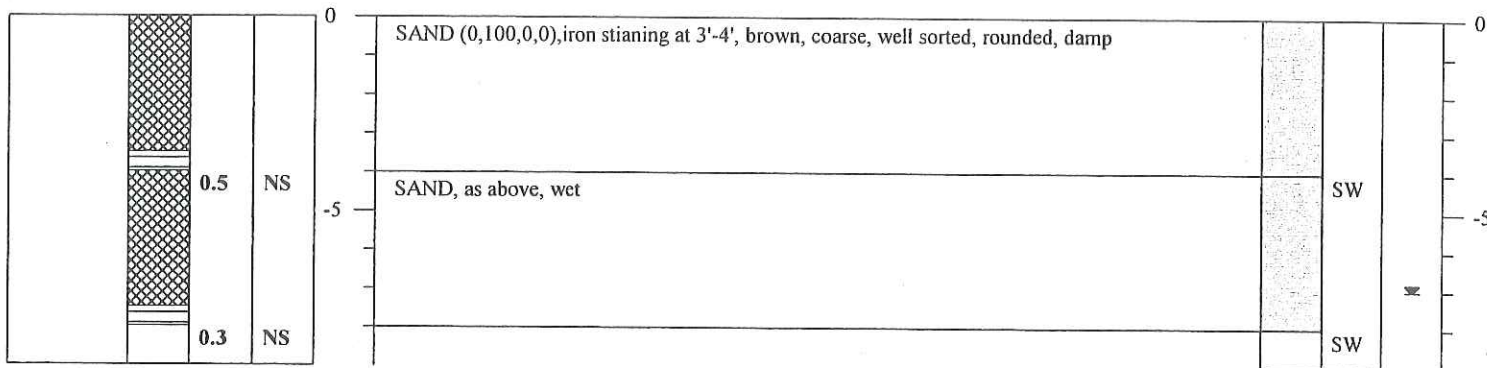 0
SAND (0,100,0,0),iron stianing at 3'-4', brown, coarse, well sorted, rounded, damp
0
0.5 NS
SAND, as above, wet
SW
-5
-5
0.3 NS
SW